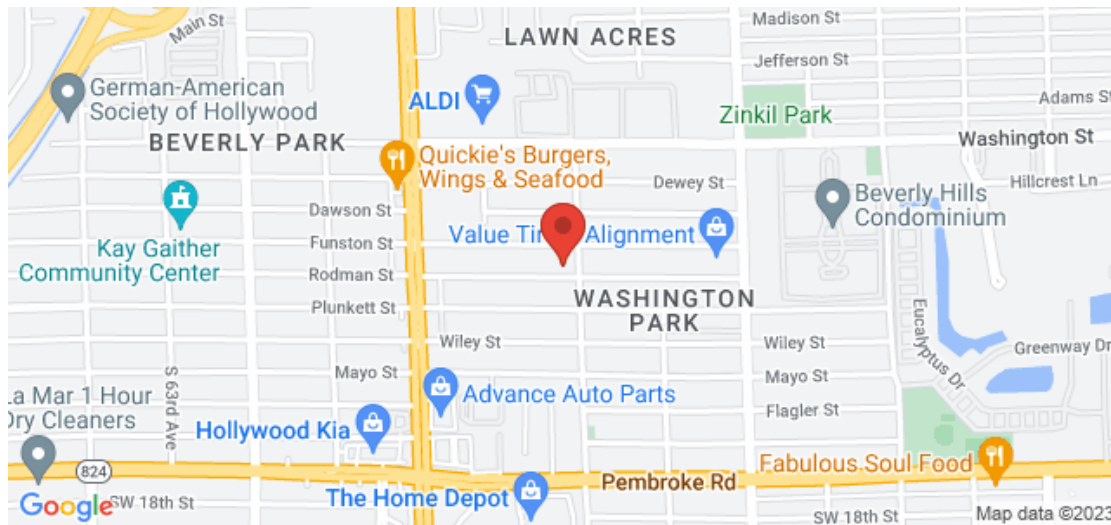 Main St
LAWN ACRES
Madison St
Jefferson St
German-American
Society of Hollywood
ALDI
Zinkil Park
Adams St
BEVERLY PARK
Washington St
Quickie's Burgers,
Wings & Seafood
Dewey St
Hillcrest Ln
Beverly Hills
Condominium
Dawson St
Kay Gaither
Community Center
Funston St
Value Tir Alignment
Rodman St
WASHINGTON
PARK
Plunkett St
Eucalyptus Dr
Wiley St
Wiley St
Greenway Dr
S 63rd Ave
Mayo St
Mayo St
Advance Auto Parts
La Mar 1 Hour
Dry Cleaners
Flagler St
Hollywood Kia
824
Fabulous Soul Food
Pembroke Rd
The Home Depot
Google
SW 18th St
SW 18th St
Map data ©2023